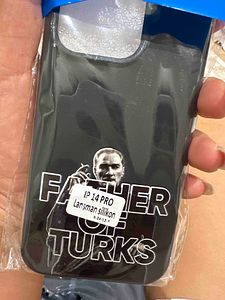 FATHER
IP 14 PRO
Lansman silikon
OF
TURKS